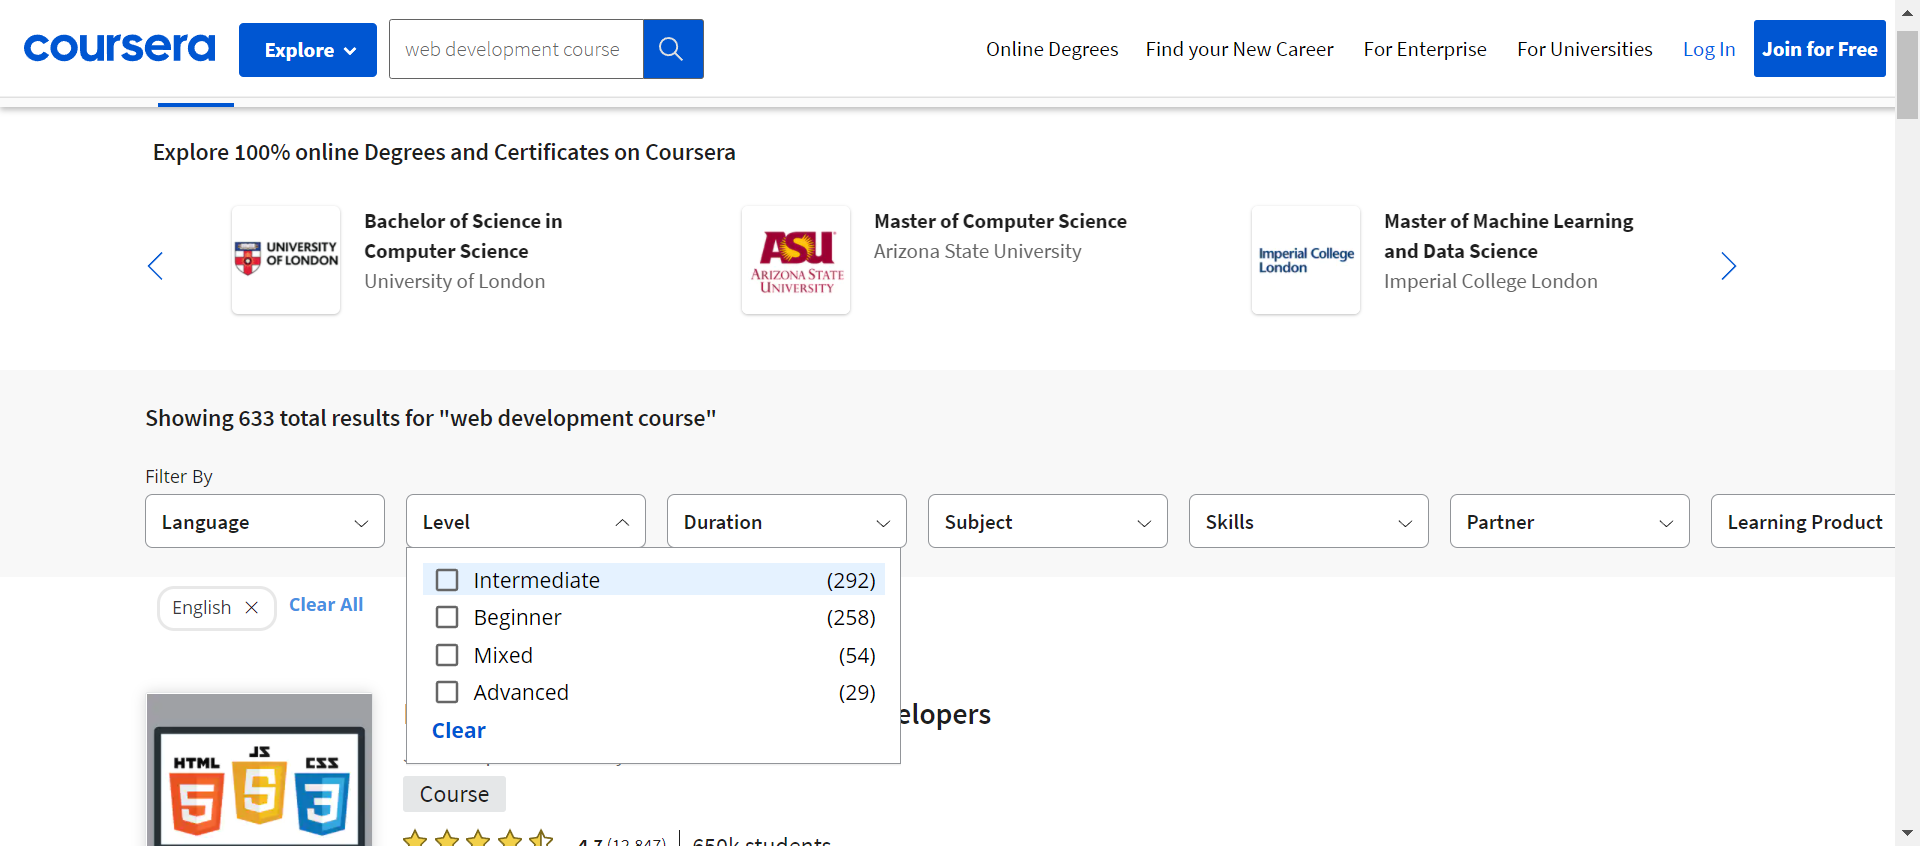 coursera
Explore
web development course
Online Degrees
Find your New Career
For Enterprise
For Universities
Log In
Join for Free
Explore 100% online Degrees and Certificates on Coursera
UNIVERSITY
OF LONDON
Bachelor of Science in
Computer Science
University of London
ASU
ARIZONA STATE
UNIVERSITY
Master of Computer Science
Arizona State University
Imperial College
London
Master of Machine Learning
and Data Science
Imperial College London
Showing 633 total results for "web development course"
Filter By
Language
Level
Duration
Subject
Skills
Partner
Learning Product
Intermediate (292)
Beginner (258)
Mixed (54)
Advanced (29)
Clear
English
Clear All
elopers
HTML
JS
CSS
5
5
3
Course
4.7 (12,847)
650k students